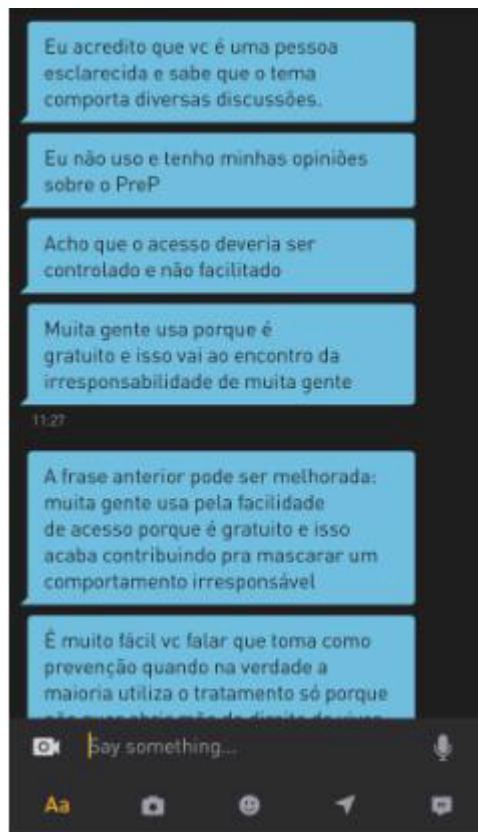 Eu acredito que vc é uma pessoa
esclarecida e sabe que o tema
comporta diversas discussões.
Eu não uso e tenho minhas opiniões
sobre o PreP
Acho que o acesso deveria ser
controlado e não facilitado
Muita gente usa porque é
gratuito e isso vai ao encontro da
irresponsabilidade de muita gente
11:27
A frase anterior pode ser melhorada:
muita gente usa pela facilidade
de acesso porque é gratuito e isso
acaba contribuindo pra mascarar um
comportamento irresponsável
É muito fácil vc falar que toma como
prevenção quando na verdade a
maioria utiliza o tratamento só porque
Say something...
Aa